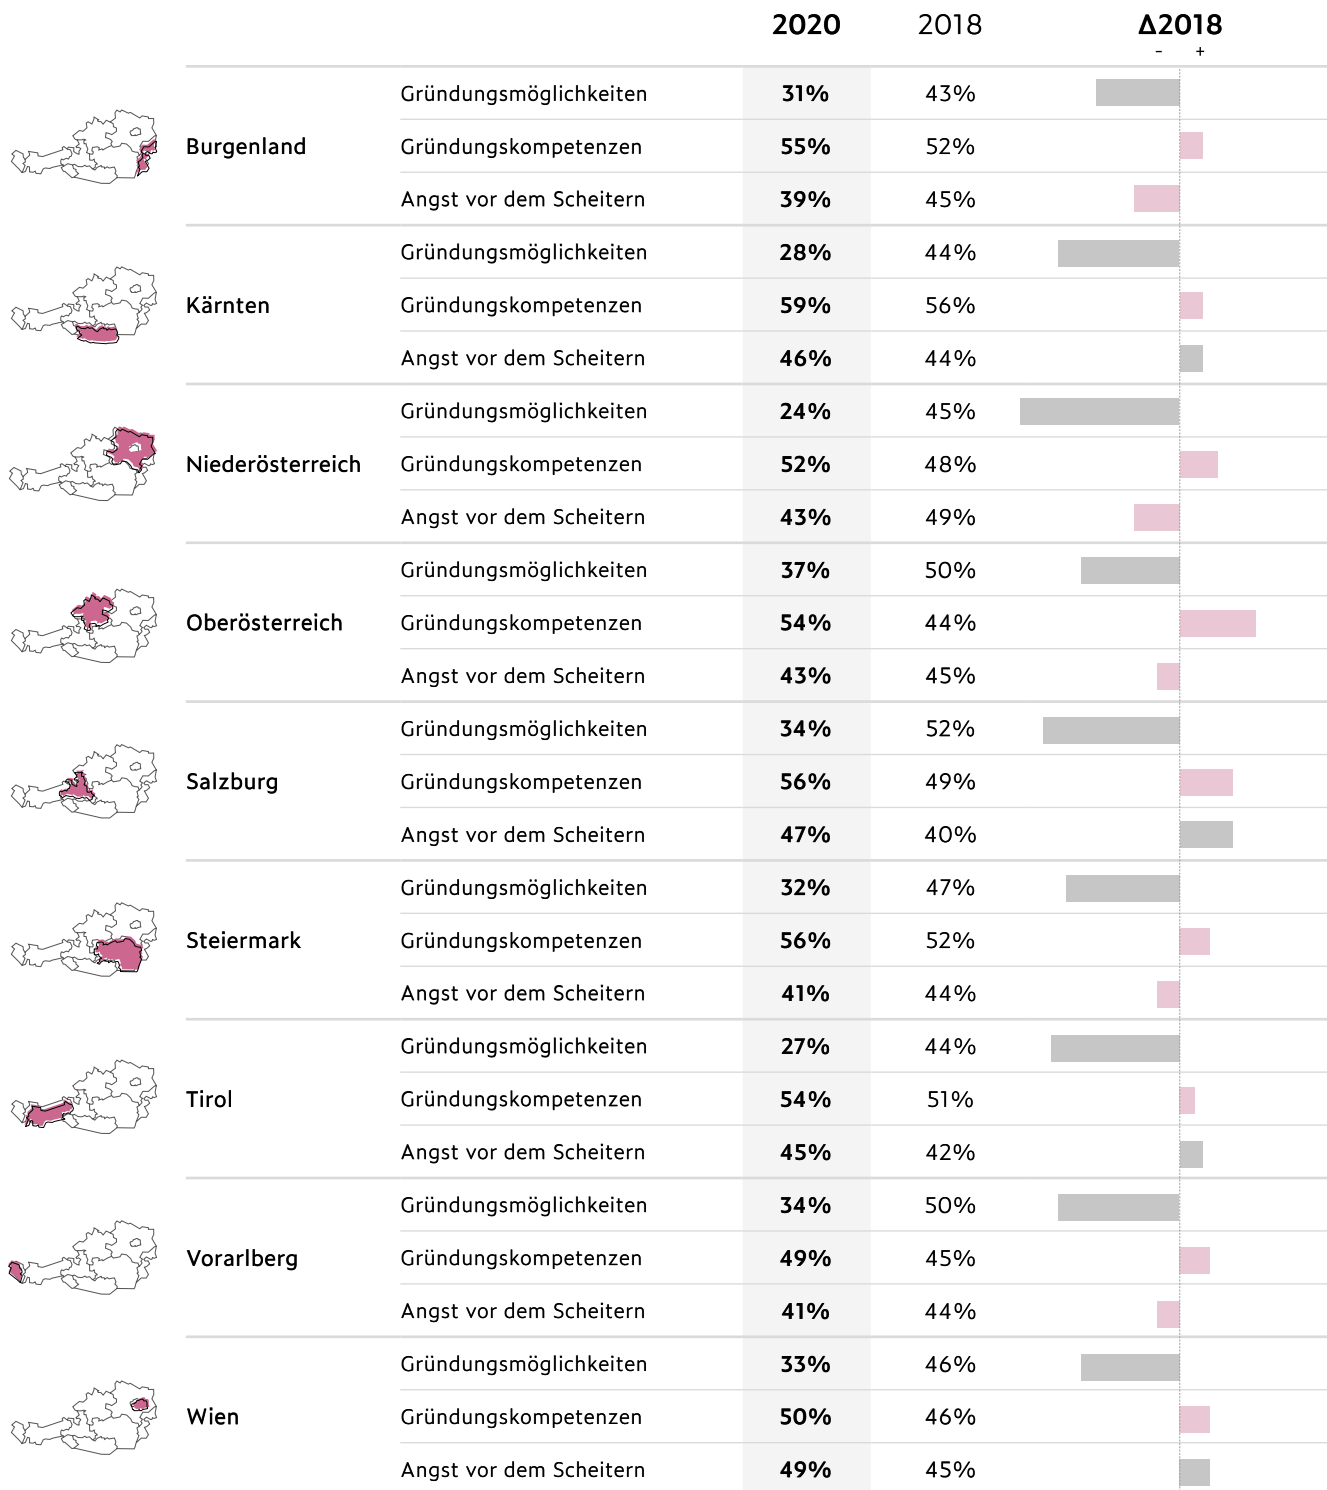 2020 2018 Δ2018
- +
Gründungsmöglichkeiten 31% 43%
Burgenland Gründungskompetenzen 55% 52%
Angst vor dem Scheitern 39% 45%
Gründungsmöglichkeiten 28% 44%
Kärnten Gründungskompetenzen 59% 56%
Angst vor dem Scheitern 46% 44%
Gründungsmöglichkeiten 24% 45%
Niederösterreich Gründungskompetenzen 52% 48%
Angst vor dem Scheitern 43% 49%
Gründungsmöglichkeiten 37% 50%
Oberösterreich Gründungskompetenzen 54% 44%
Angst vor dem Scheitern 43% 45%
Gründungsmöglichkeiten 34% 52%
Salzburg Gründungskompetenzen 56% 49%
Angst vor dem Scheitern 47% 40%
Gründungsmöglichkeiten 32% 47%
Steiermark Gründungskompetenzen 56% 52%
Angst vor dem Scheitern 41% 44%
Gründungsmöglichkeiten 27% 44%
Tirol Gründungskompetenzen 54% 51%
Angst vor dem Scheitern 45% 42%
Gründungsmöglichkeiten 34% 50%
Vorarlberg Gründungskompetenzen 49% 45%
Angst vor dem Scheitern 41% 44%
Gründungsmöglichkeiten 33% 46%
Wien Gründungskompetenzen 50% 46%
Angst vor dem Scheitern 49% 45%